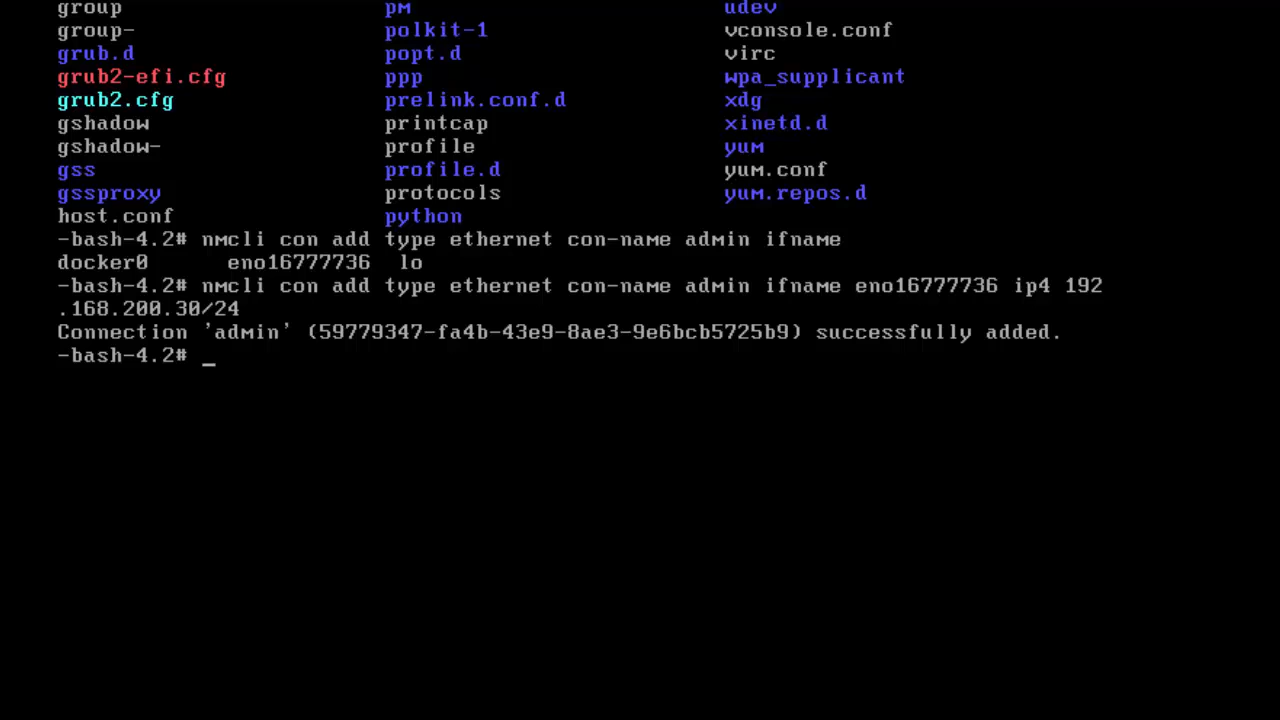 group pm udev
group- polkit-1 vconsole.conf
grub.d popt.d virc
grub2-efi.cfg ppp wpa_supplicant
grub2.cfg prelink.conf.d xdg
gshadow printcap xinetd.d
gshadow- profile yum
gss profile.d yum.conf
gssproxy protocols yum.repos.d
host.conf python
-bash-4.2# nmcli con add type ethernet con-name admin ifname
docker0 eno16777736 lo
-bash-4.2# nmcli con add type ethernet con-name admin ifname eno16777736 ip4 192
.168.200.30/24
Connection 'admin' (59779347-fa4b-43e9-8ae3-9e6bcb5725b9) successfully added.
-bash-4.2# _